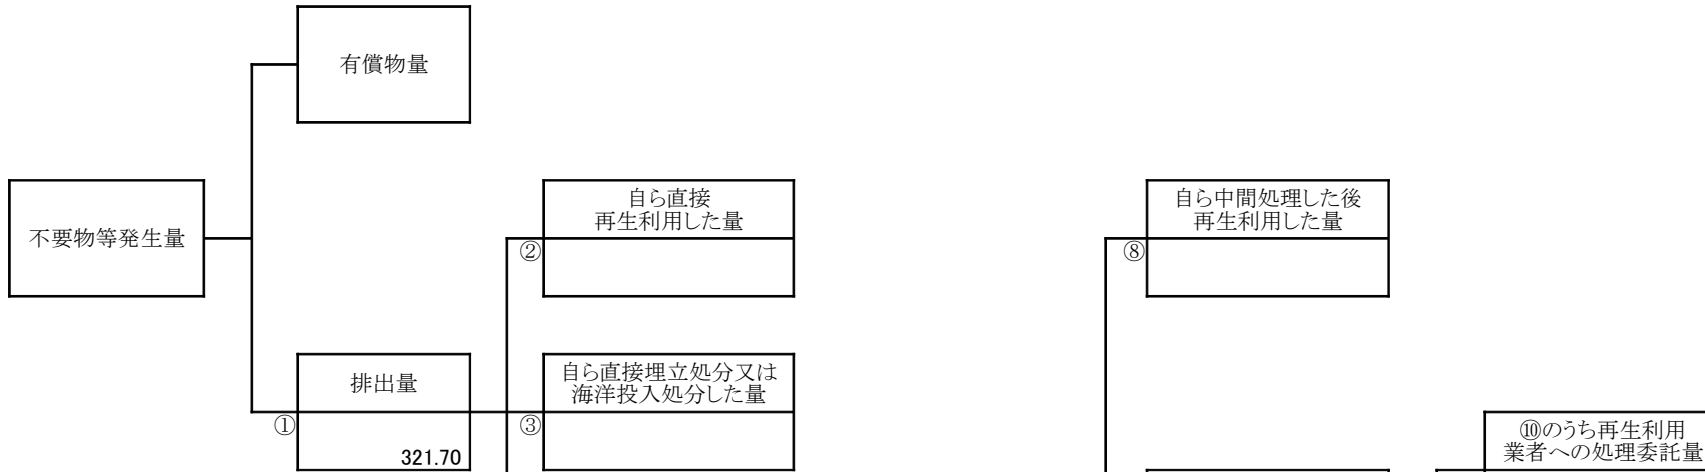 有償物量
不要物等発生量
自ら直接
再生利用した量
②
自ら中間処理した後
再生利用した量
⑧
排出量
①
321.70
自ら直接埋立処分又は
海洋投入処分した量
③
⑩のうち再生利用
業者への処理委託量